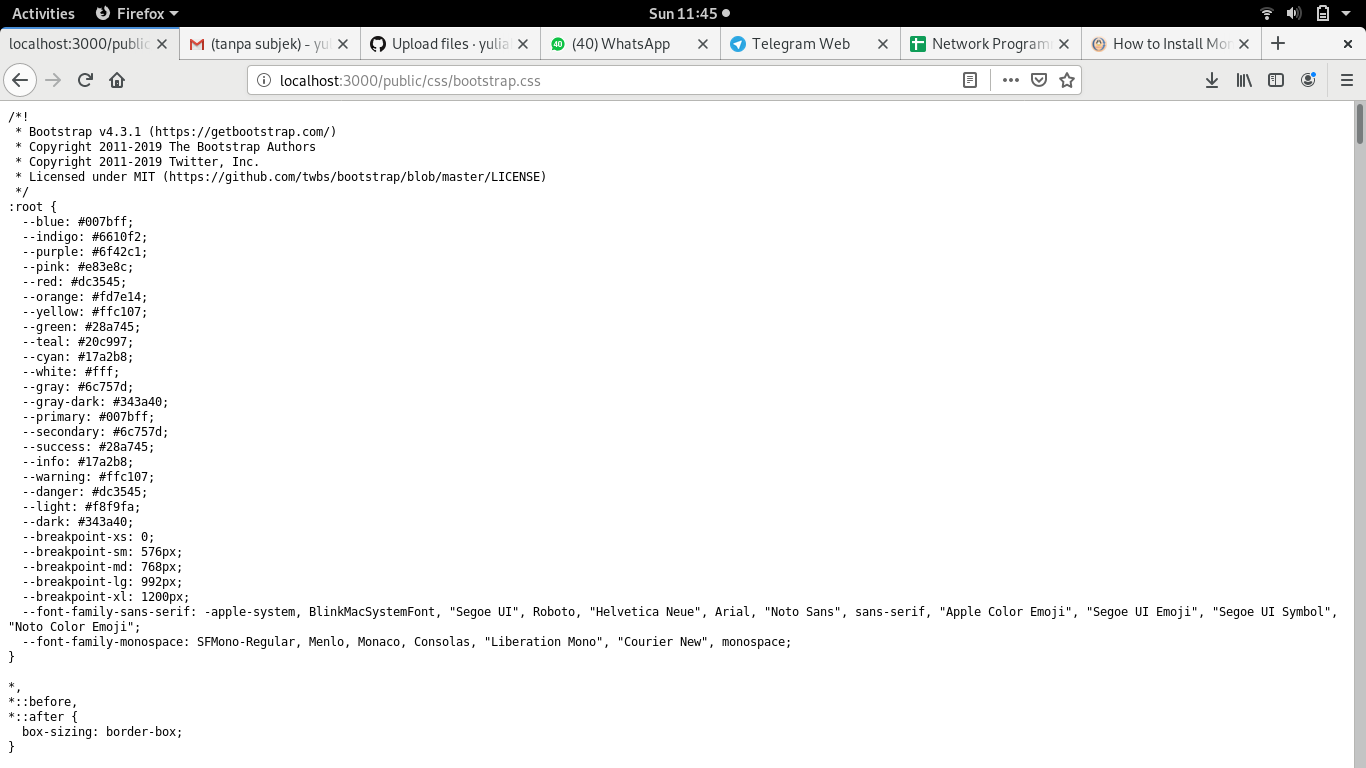 Activities Firefox Sun 11:45
localhost:3000/public (tanpa subjek) - yul Upload files · yulia (40) WhatsApp Telegram Web Network Program How to Install Mon
localhost:3000/public/css/bootstrap.css
/*!
 * Bootstrap v4.3.1 (https://getbootstrap.com/)
 * Copyright 2011-2019 The Bootstrap Authors
 * Copyright 2011-2019 Twitter, Inc.
 * Licensed under MIT (https://github.com/twbs/bootstrap/blob/master/LICENSE)
 */
:root {
  --blue: #007bff;
  --indigo: #6610f2;
  --purple: #6f42c1;
  --pink: #e83e8c;
  --red: #dc3545;
  --orange: #fd7e14;
  --yellow: #ffc107;
  --green: #28a745;
  --teal: #20c997;
  --cyan: #17a2b8;
  --white: #fff;
  --gray: #6c757d;
  --gray-dark: #343a40;
  --primary: #007bff;
  --secondary: #6c757d;
  --success: #28a745;
  --info: #17a2b8;
  --warning: #ffc107;
  --danger: #dc3545;
  --light: #f8f9fa;
  --dark: #343a40;
  --breakpoint-xs: 0;
  --breakpoint-sm: 576px;
  --breakpoint-md: 768px;
  --breakpoint-lg: 992px;
  --breakpoint-xl: 1200px;
  --font-family-sans-serif: -apple-system, BlinkMacSystemFont, "Segoe UI", Roboto, "Helvetica Neue", Arial, "Noto Sans", sans-serif, "Apple Color Emoji", "Segoe UI Emoji", "Segoe UI Symbol",
"Noto Color Emoji";
  --font-family-monospace: SFMono-Regular, Menlo, Monaco, Consolas, "Liberation Mono", "Courier New", monospace;
}

*,
*::before,
*::after {
  box-sizing: border-box;
}